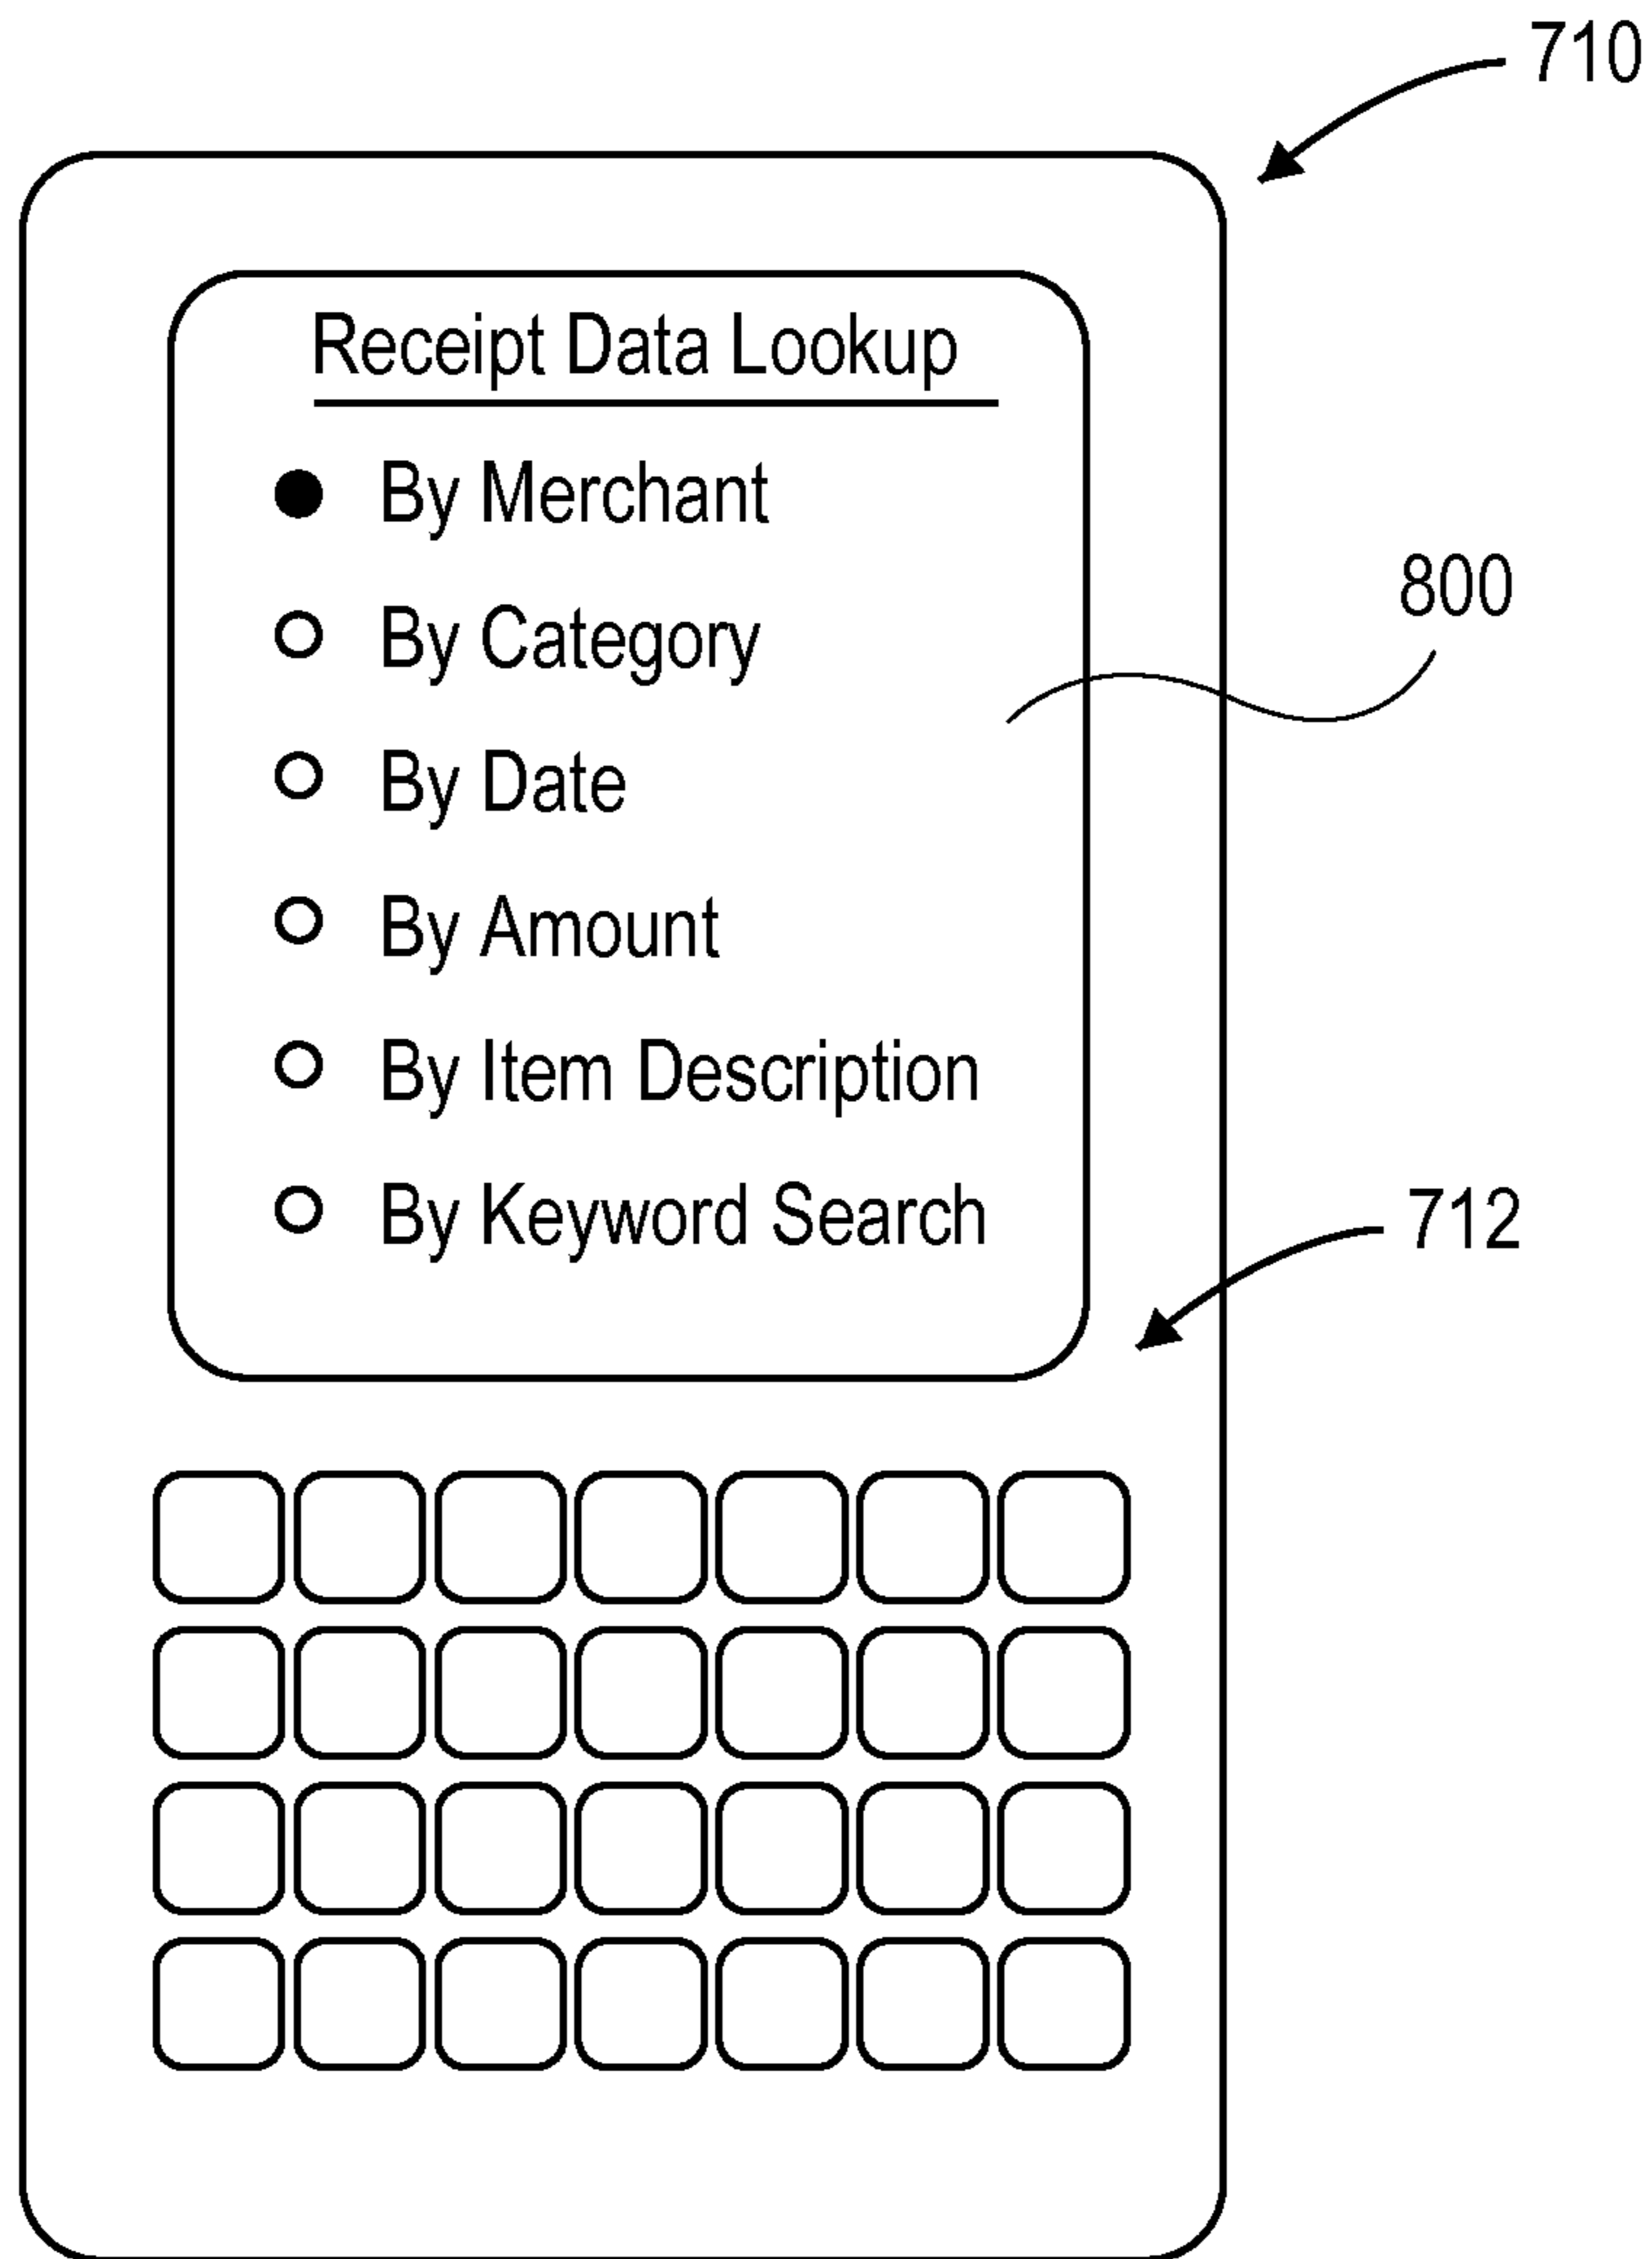 710
Receipt Data Lookup
By Merchant
By Category
800
By Date
By Amount
By Item Description
By Keyword Search
712